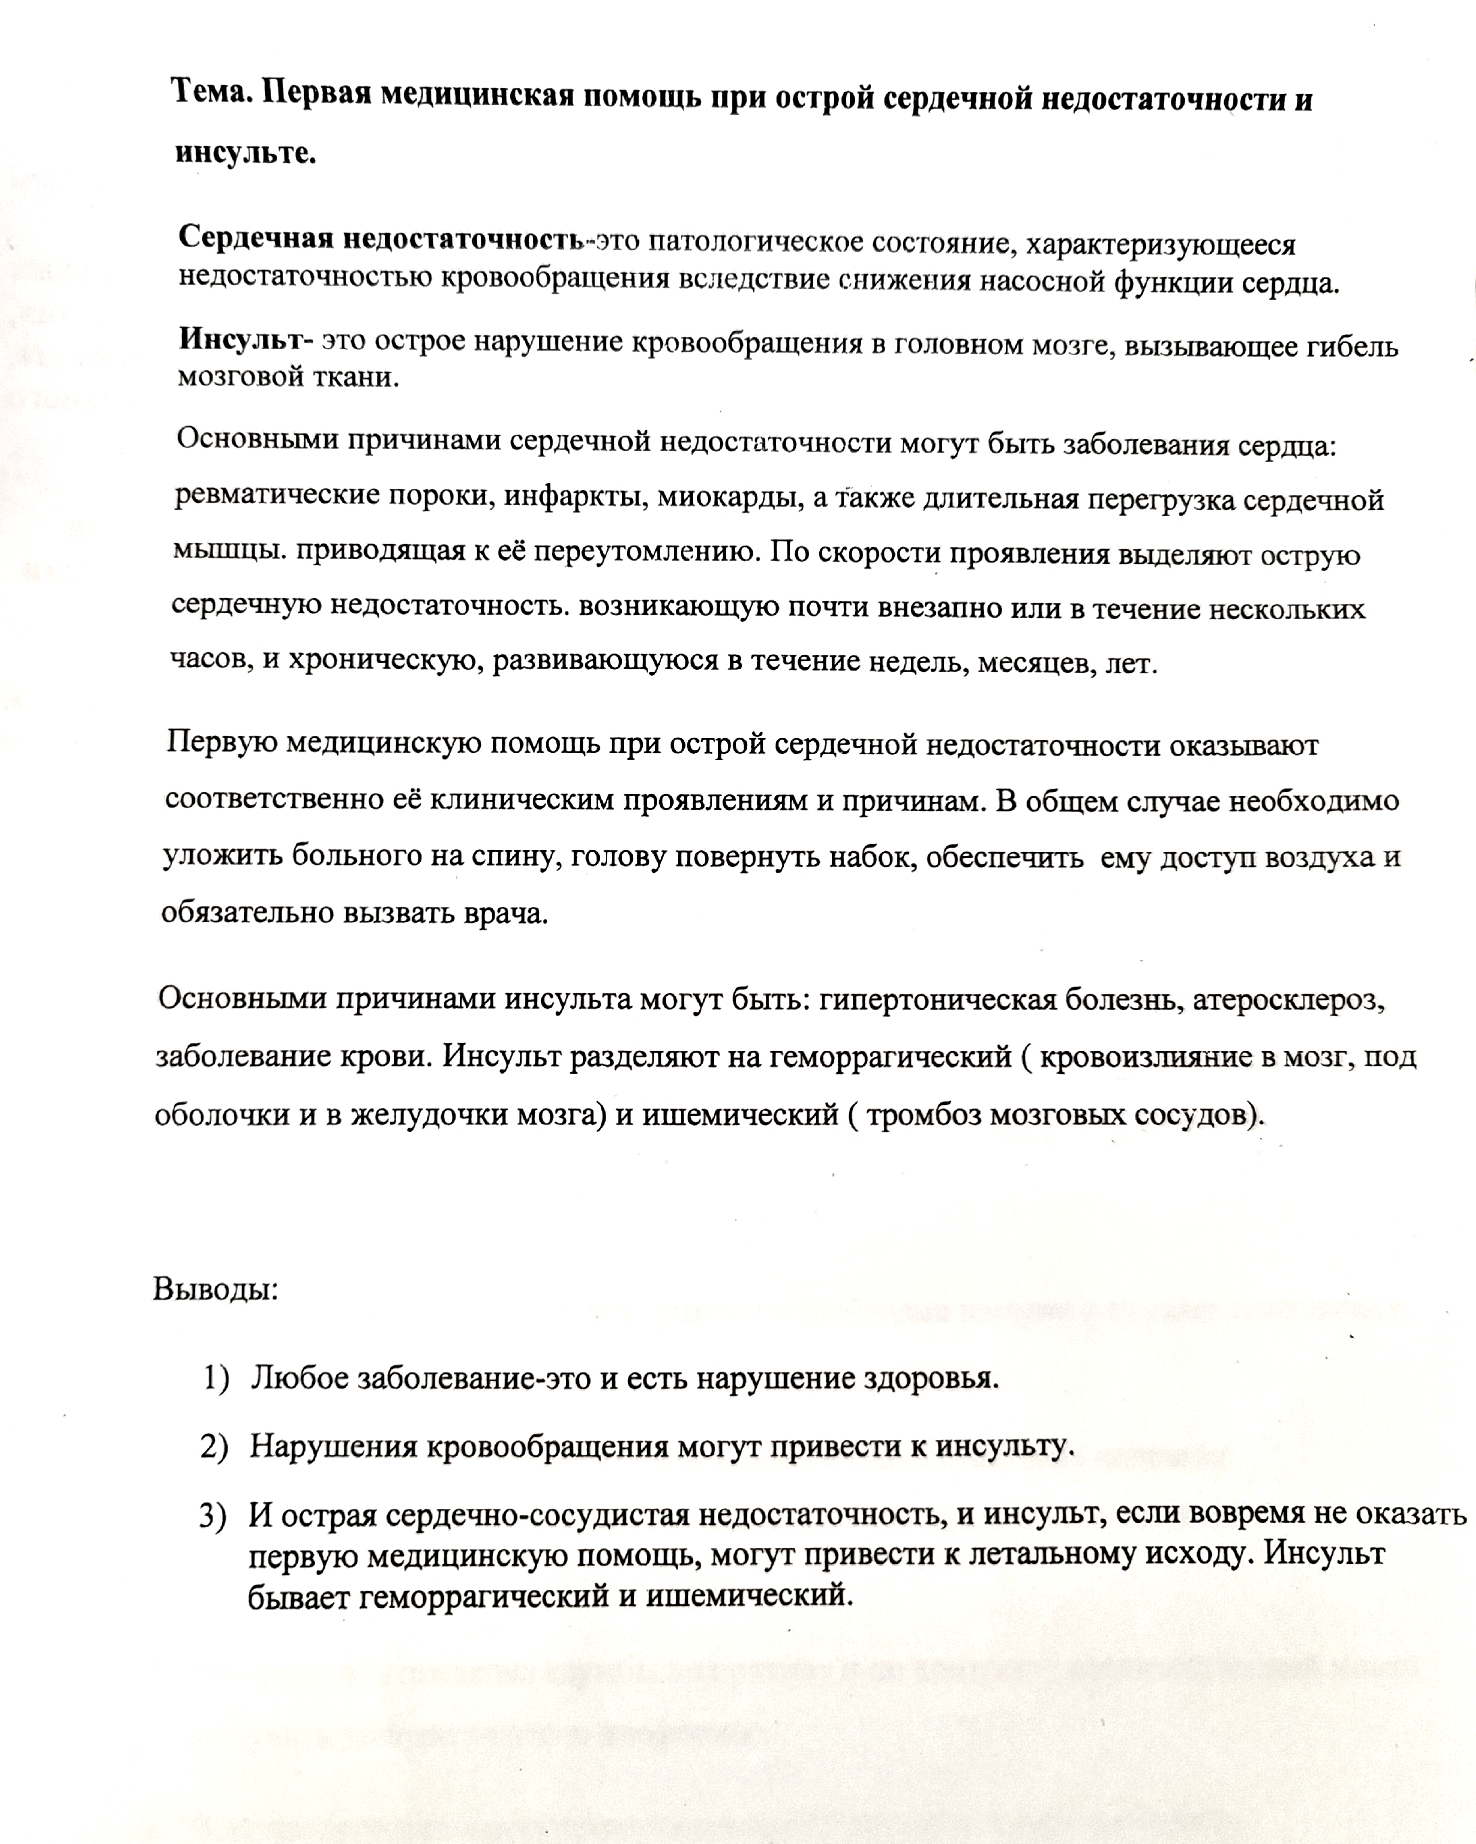 Тема. Первая медицинская помощь при острой сердечной недостаточности и
инсульте.
Сердечная недостаточность-это патологическое состояние, характеризующееся
недостаточностью кровообращения вследствие снижения насосной функции сердца.
Инсульт- это острое нарушение кровообращения в головном мозге, вызывающее гибель
мозговой ткани.
Основными причинами сердечной недостаточности могут быть заболевания сердца:
ревматические пороки, инфаркты, миокарды, а также длительная перегрузка сердечной
мышцы. приводящая к её переутомлению. По скорости проявления выделяют острую
сердечную недостаточность. возникающую почти внезапно или в течение нескольких
часов, и хроническую, развивающуюся в течение недель, месяцев, лет.
Первую медицинскую помощь при острой сердечной недостаточности оказывают
соответственно её клиническим проявлениям и причинам. В общем случае необходимо
уложить больного на спину, голову повернуть набок, обеспечить  ему доступ воздуха и
обязательно вызвать врача.
Основными причинами инсульта могут быть: гипертоническая болезнь, атеросклероз,
заболевание крови. Инсульт разделяют на геморрагический ( кровоизлияние в мозг, под
оболочки и в желудочки мозга) и ишемический ( тромбоз мозговых сосудов).
Выводы:
1) Любое заболевание-это и есть нарушение здоровья.
2) Нарушения кровообращения могут привести к инсульту.
3) И острая сердечно-сосудистая недостаточность, и инсульт, если вовремя не оказать
первую медицинскую помощь, могут привести к летальному исходу. Инсульт
бывает геморрагический и ишемический.